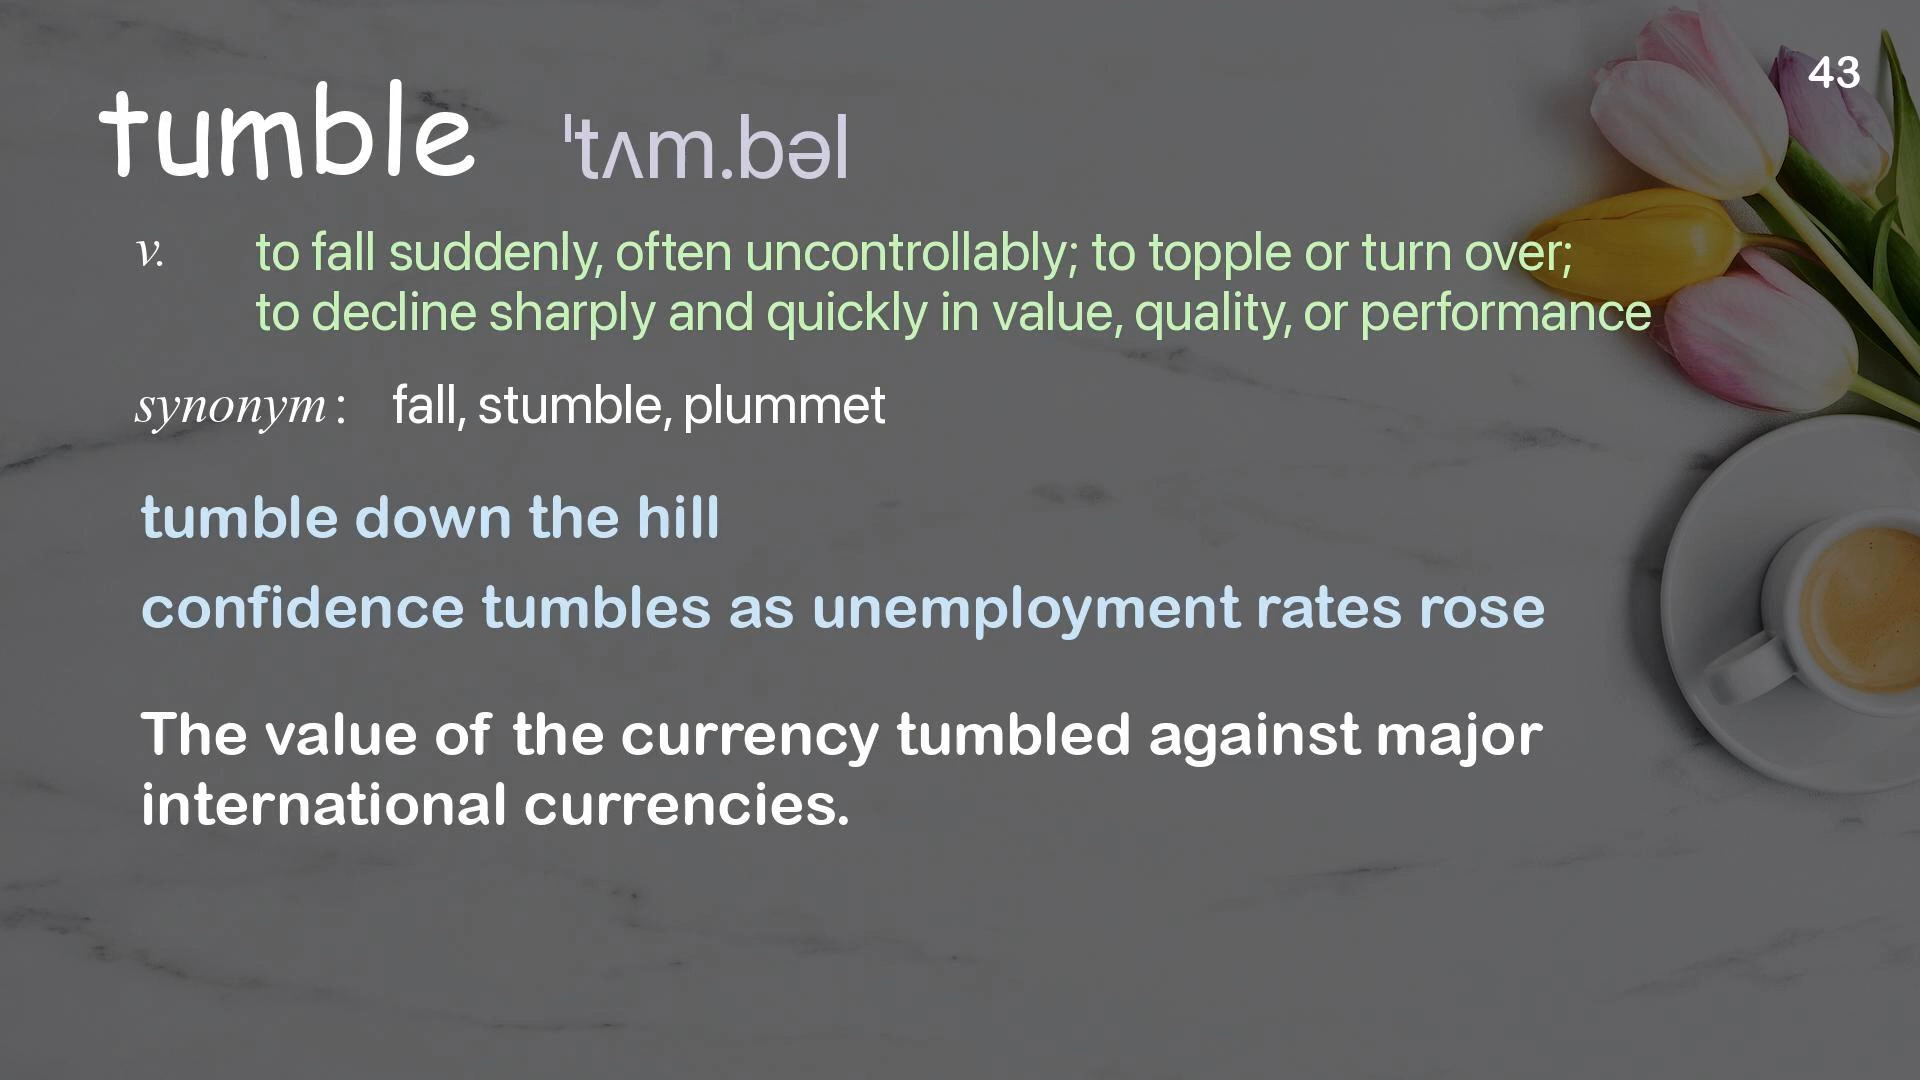 43
tumble ˈtʌm.bəl
v. to fall suddenly, often uncontrollably; to topple or turn over;
to decline sharply and quickly in value, quality, or performance
synonym : fall, stumble, plummet
tumble down the hill
confidence tumbles as unemployment rates rose
The value of the currency tumbled against major
international currencies.